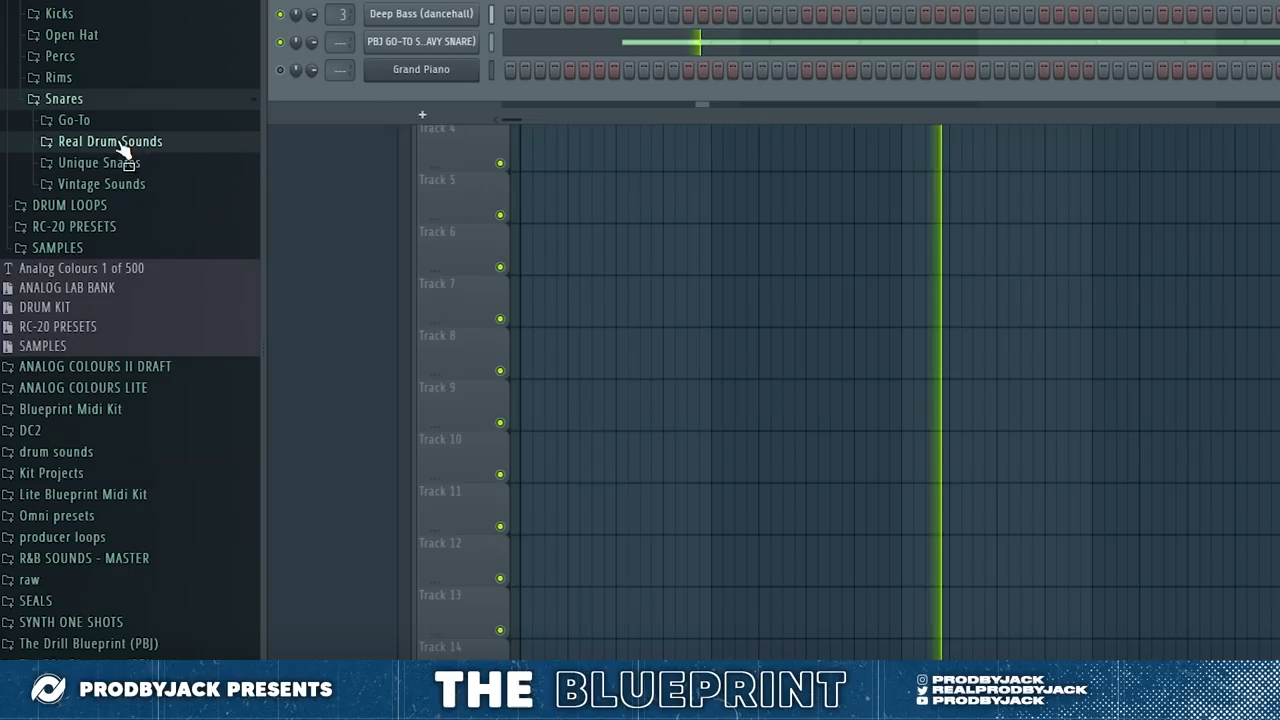 Kicks
Open Hat
Percs
Rims
Snares
Go-To
Real Drum Sounds
Unique Snares
Vintage Sounds
DRUM LOOPS
RC-20 PRESETS
SAMPLES
Analog Colours 1 of 500
ANALOG LAB BANK
DRUM KIT
RC-20 PRESETS
SAMPLES
ANALOG COLOURS II DRAFT
ANALOG COLOURS LITE
Blueprint Midi Kit
DC2
drum sounds
Kit Projects
Lite Blueprint Midi Kit
Omni presets
producer loops
R&B SOUNDS - MASTER
raw
SEALS
SYNTH ONE SHOTS
The Drill Blueprint (PBJ)
3
Deep Bass (dancehall)
---
PBJ GO-TO S..AVY SNARE)
---
Grand Piano
+
Track 4
Track 5
Track 6
Track 7
Track 8
Track 9
Track 10
Track 11
Track 12
Track 13
Track 14
PRODBYJACK PRESENTS
THE BLUEPRINT
PRODBYJACK
REALPRODBYJACK
PRODBYJACK